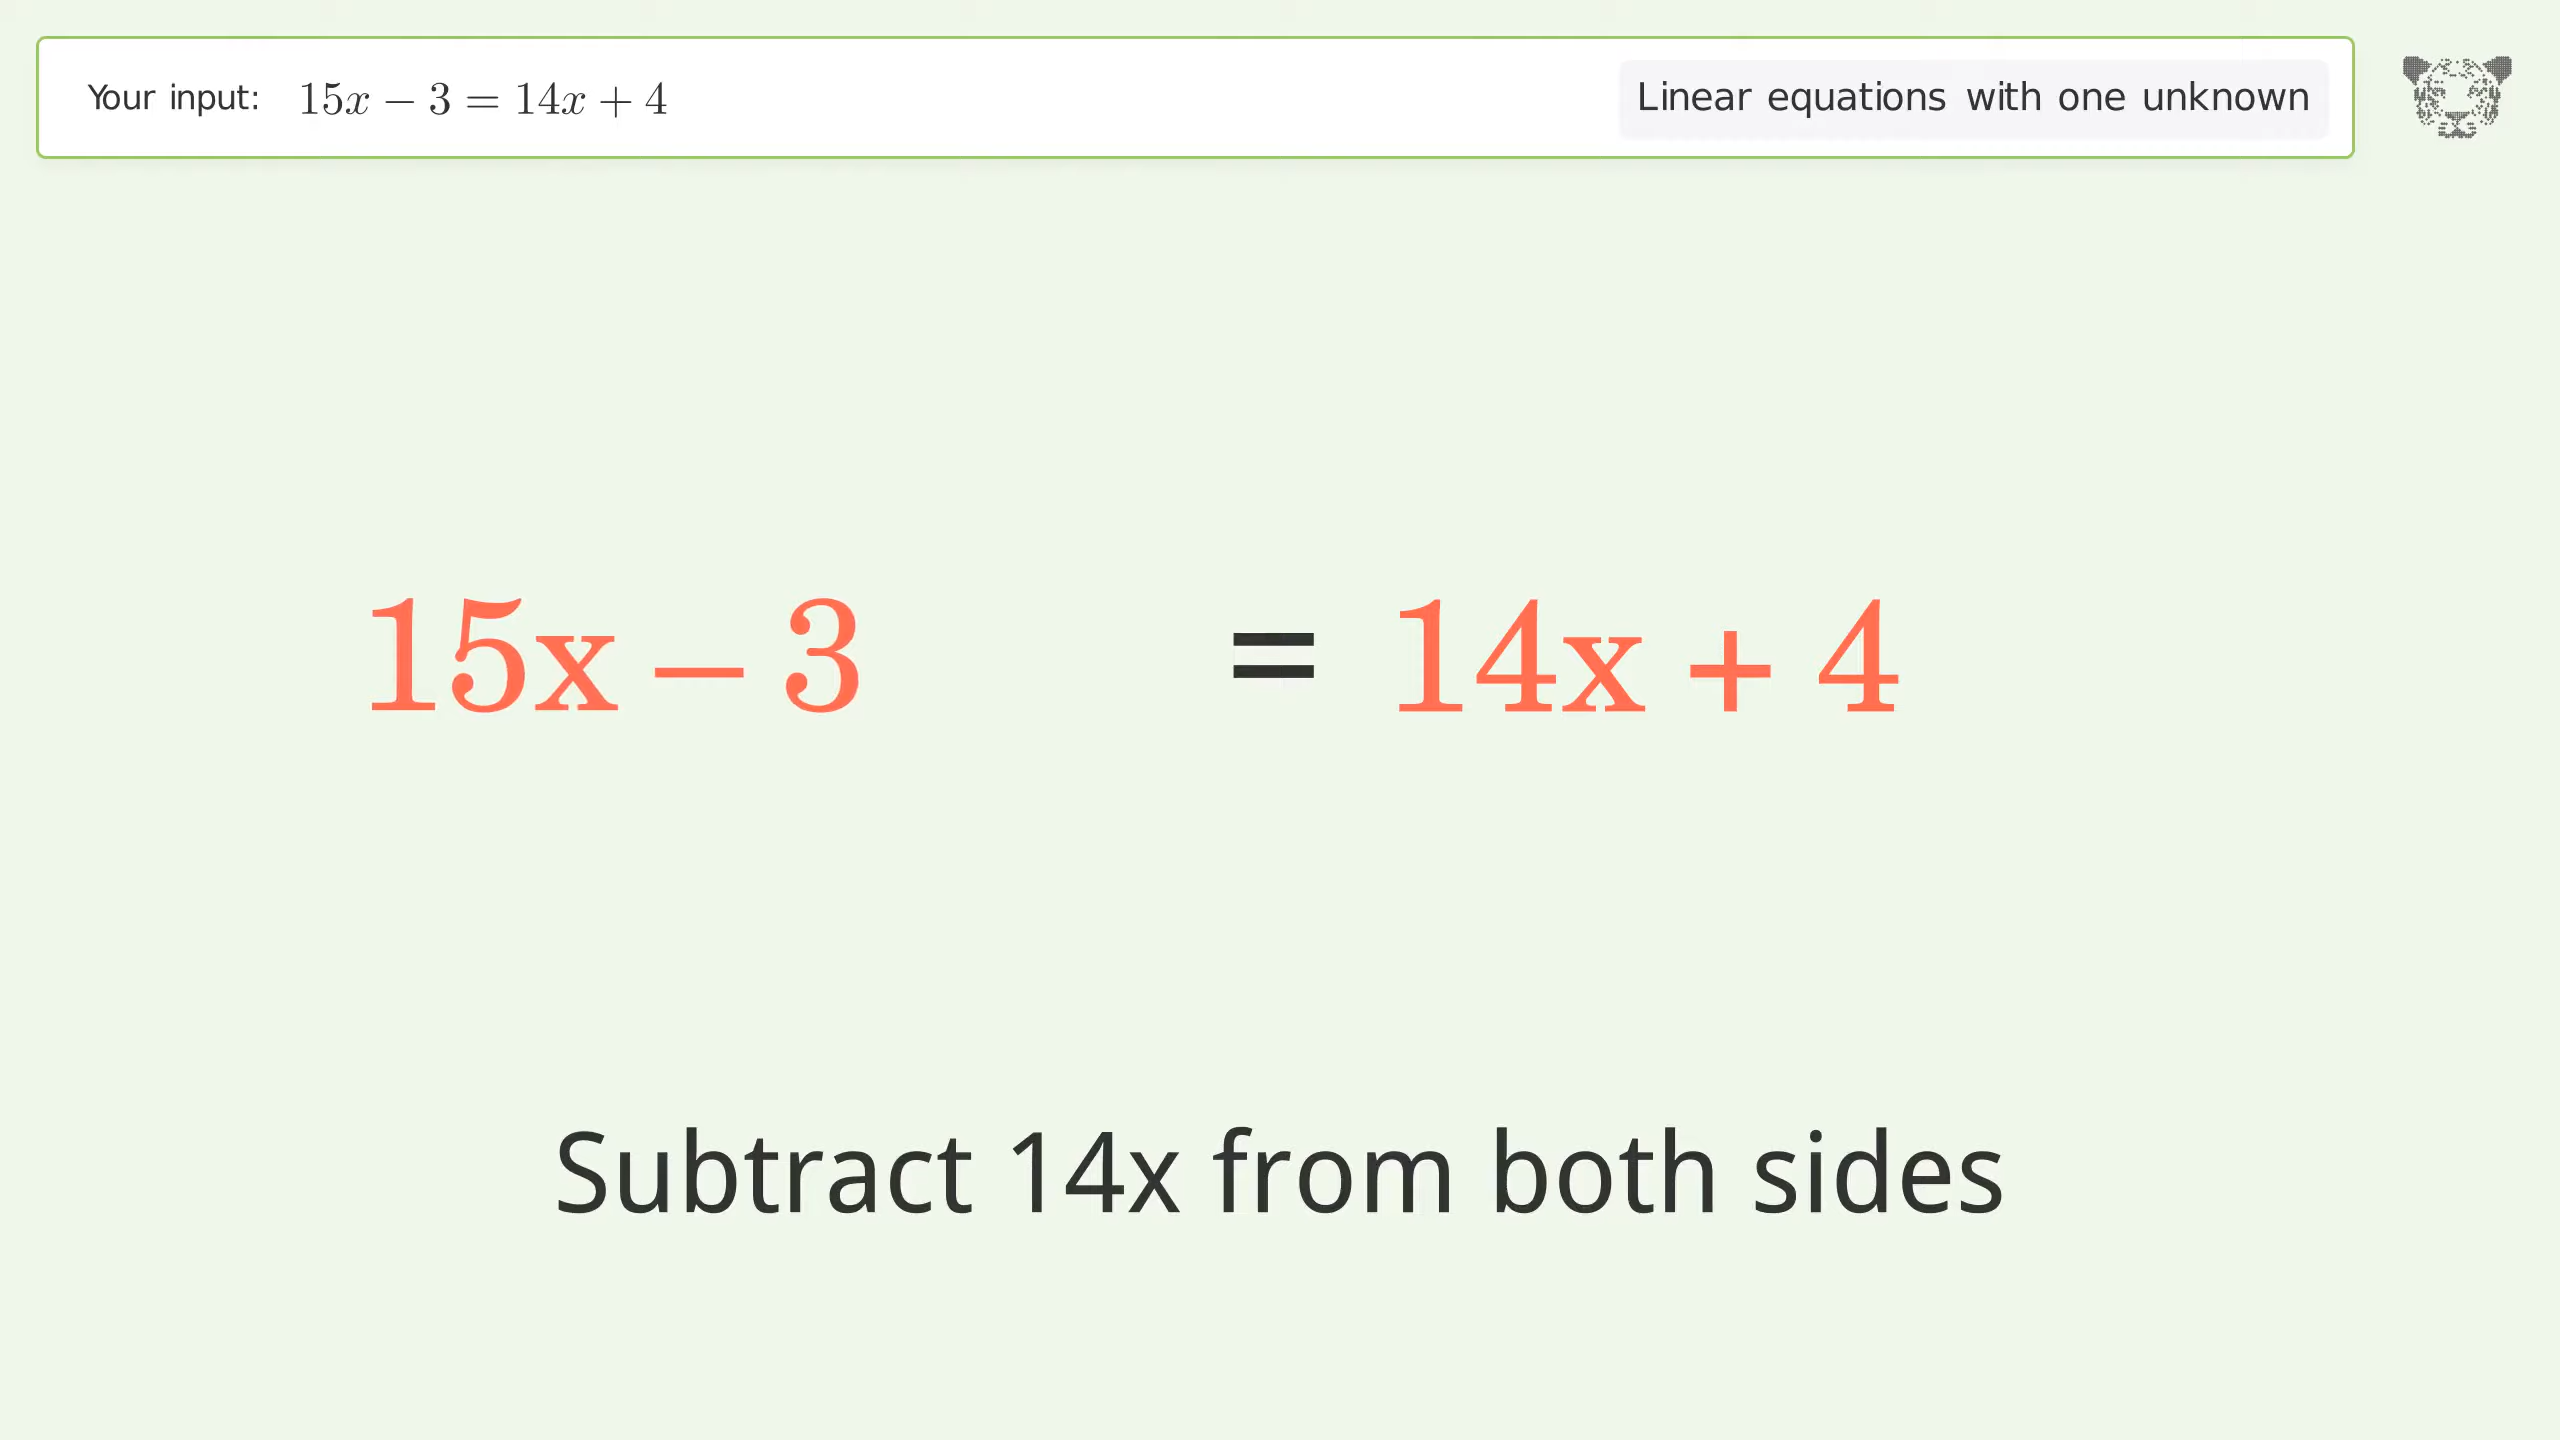 Your input: 15x − 3 = 14x + 4
Linear equations with one unknown
15x – 3 = 14x + 4
Subtract 14x from both sides